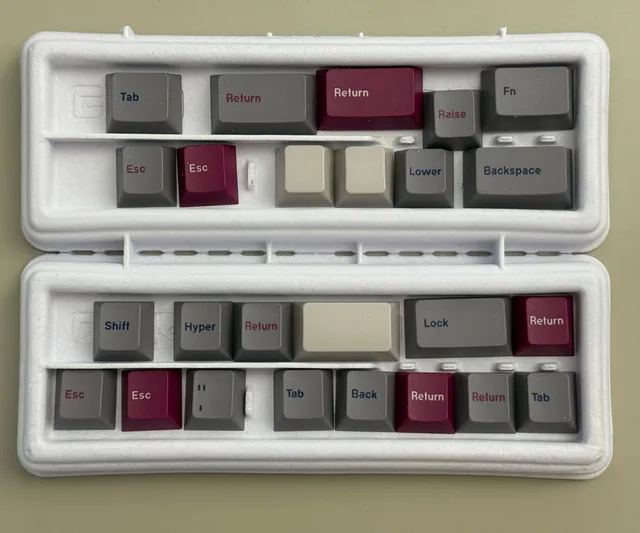 Tab
Return
Return
Raise
Fn
Esc
Esc
Lower
Backspace
Shift
Hyper
Return
Lock
Return
Esc
Esc
"
'
Tab
Back
Return
Return
Tab